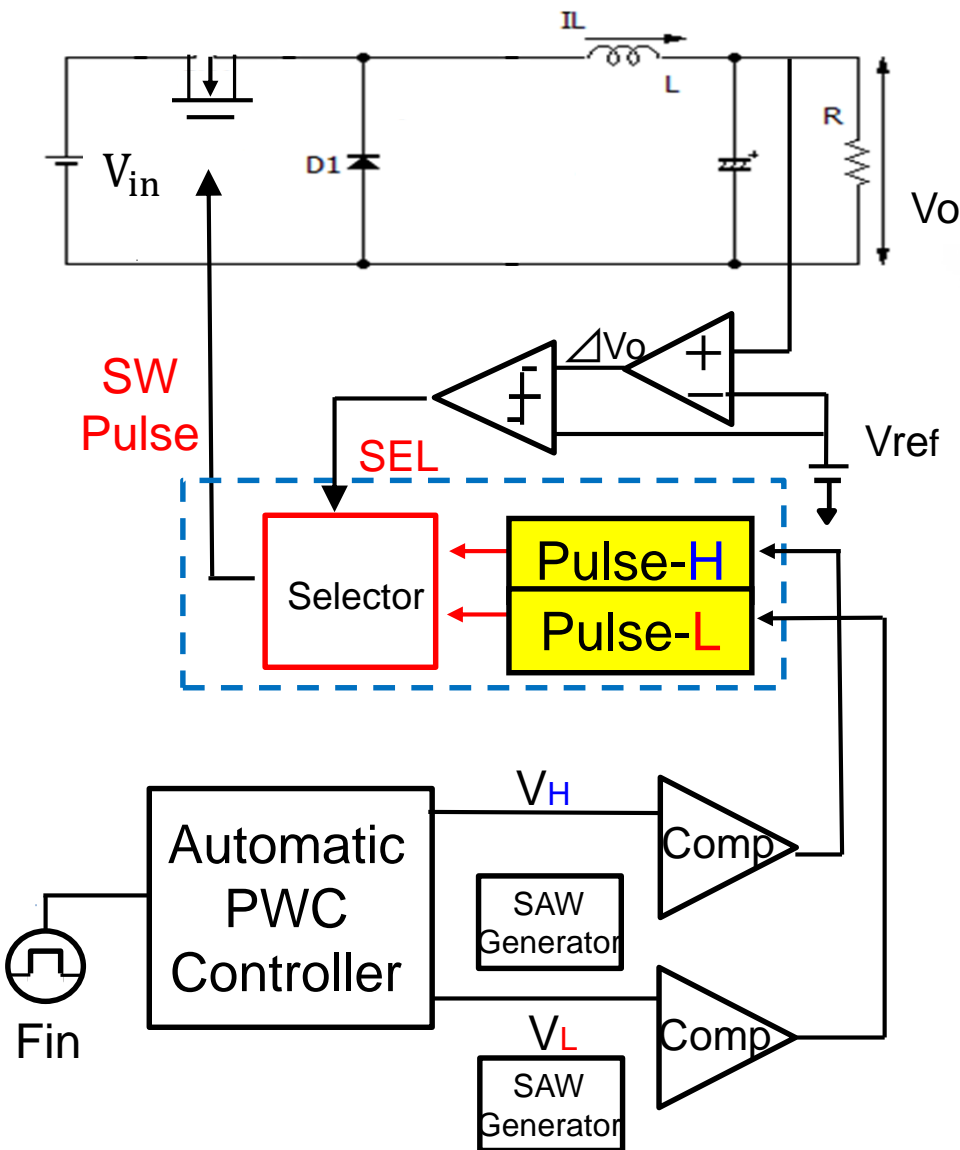 IL
L
R
D1
+
Vin
Vo
⊿Vo
+
−
SW
Pulse
SEL
Vref
Selector
Pulse-H
Pulse-L
VH
Automatic
PWC
Controller
Comp
SAW
Generator
Fin
VL
Comp
SAW
Generator